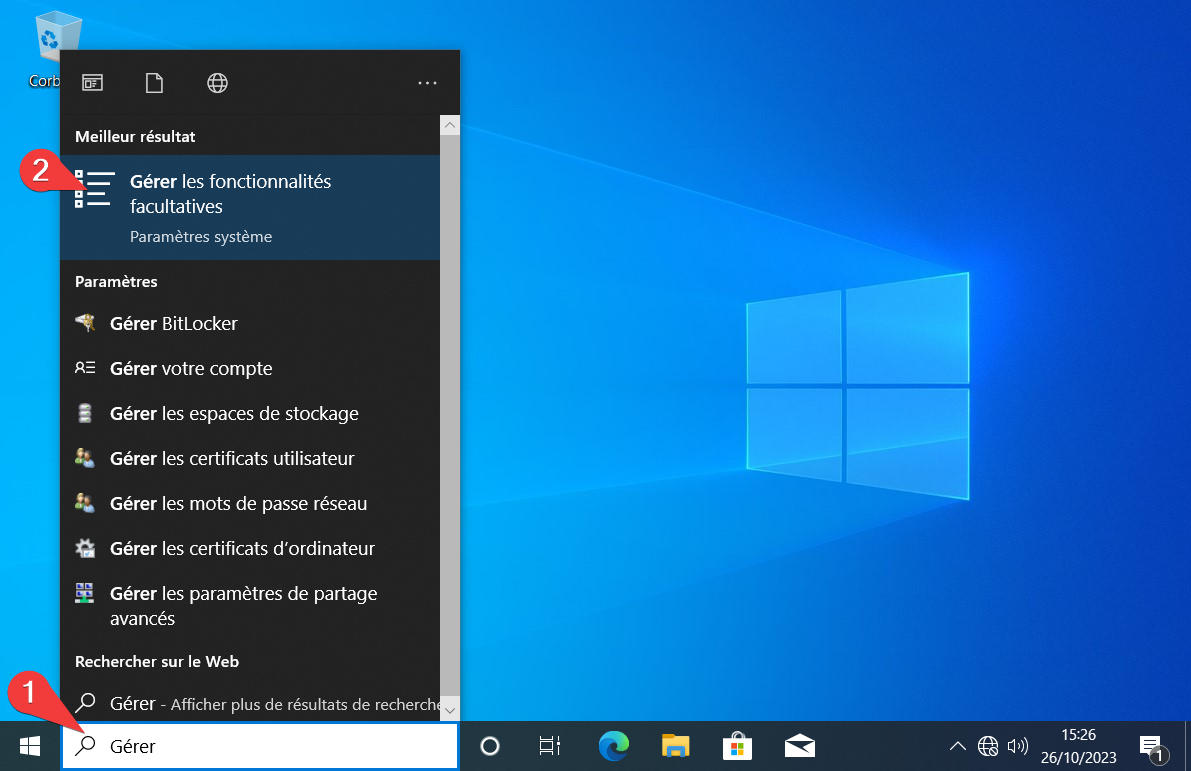 Corb
Meilleur résultat
2
Gérer les fonctionnalités
facultatives
Paramètres système
Paramètres
Gérer BitLocker
Gérer votre compte
Gérer les espaces de stockage
Gérer les certificats utilisateur
Gérer les mots de passe réseau
Gérer les certificats d’ordinateur
Gérer les paramètres de partage
avancés
Rechercher sur le Web
1
Gérer - Afficher plus de résultats de recherche
Gérer
15:26
26/10/2023
1